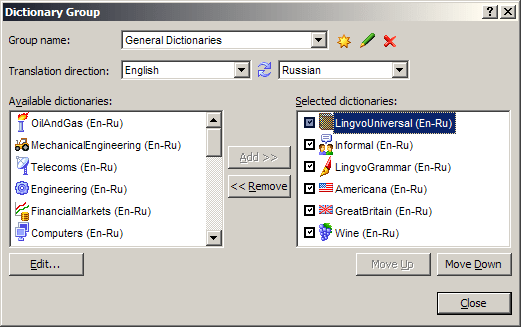 Dictionary Group
Group name: General Dictionaries
Translation direction: English Russian
Available dictionaries: Selected dictionaries:
OilAndGas (En-Ru) LingvoUniversal (En-Ru)
MechanicalEngineering (En-Ru) Informal (En-Ru)
Telecoms (En-Ru) LingvoGrammar (En-Ru)
Engineering (En-Ru) Americana (En-Ru)
FinancialMarkets (En-Ru) GreatBritain (En-Ru)
Computers (En-Ru) Wine (En-Ru)
Add >>
<< Remove
Edit... Move Up Move Down
Close